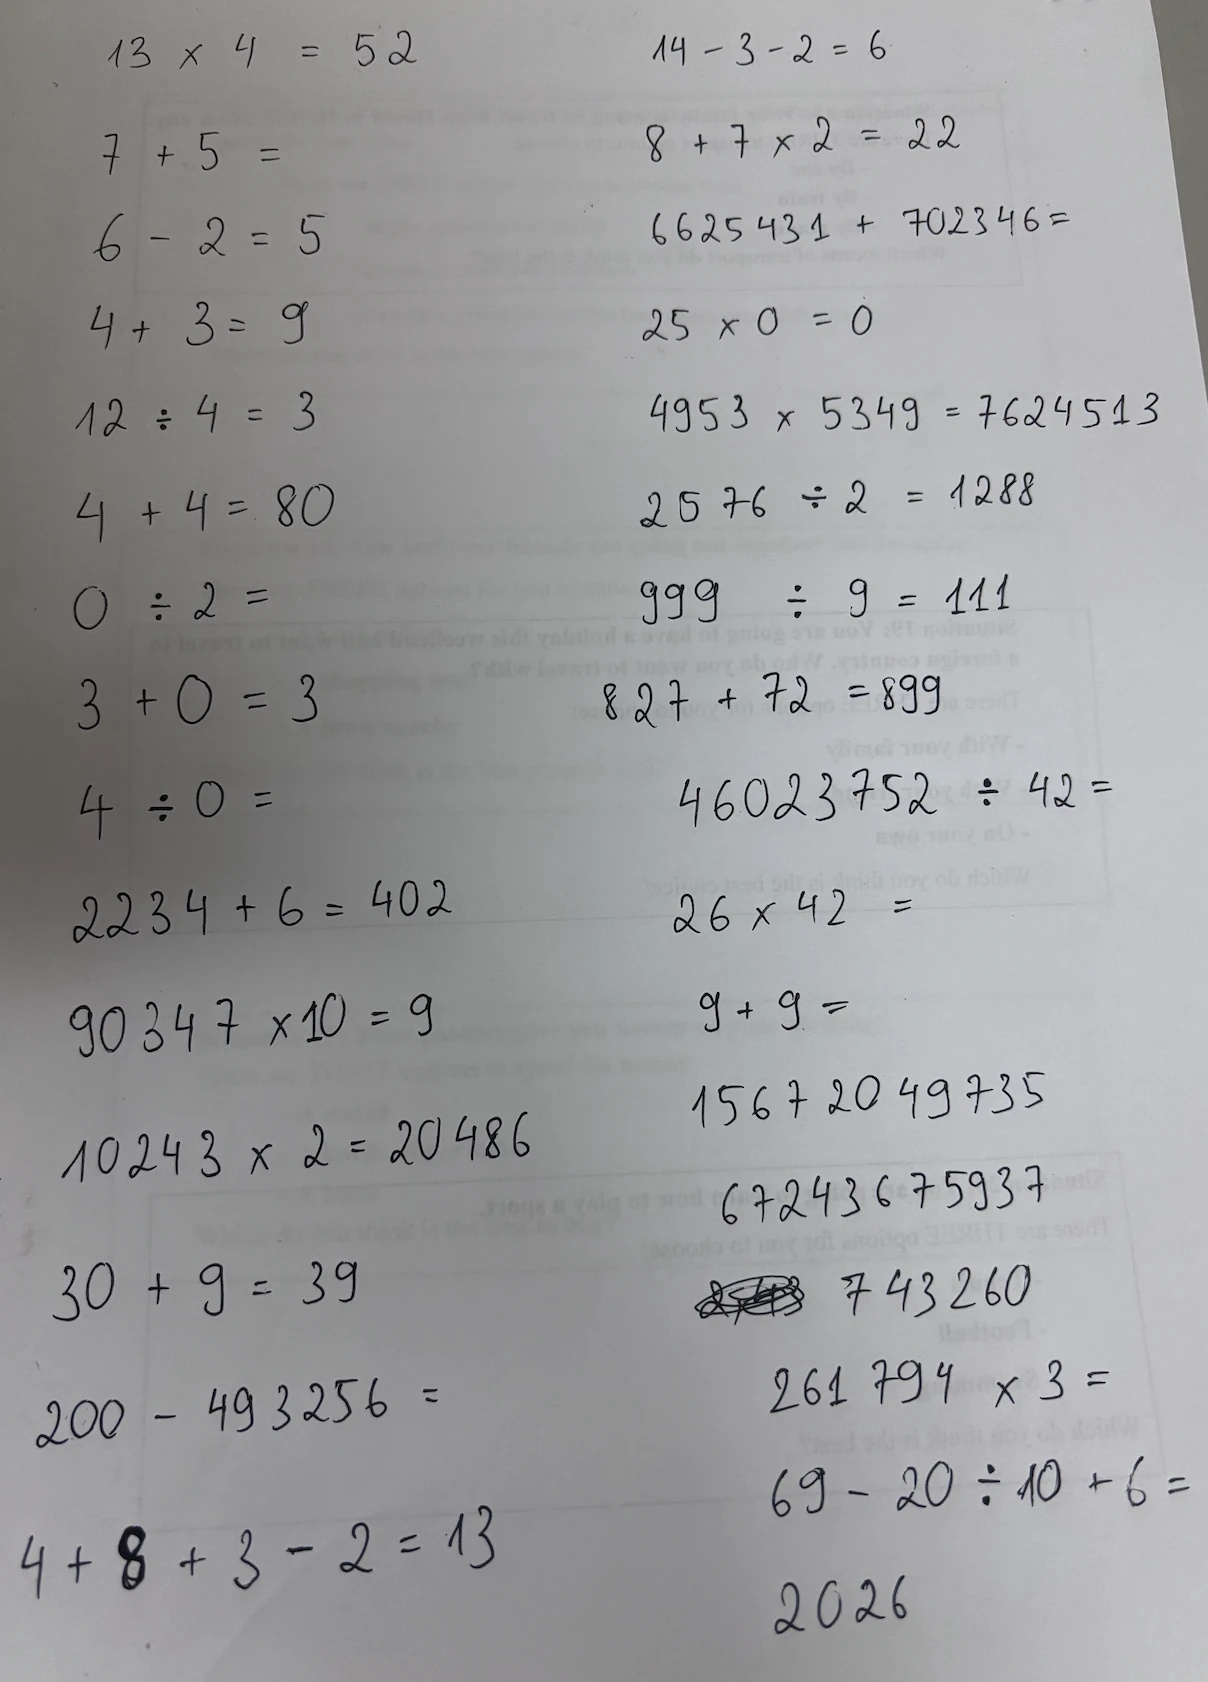 13 × 4 = 52
7 + 5 =
6 - 2 = 5
4 + 3 = 9
12 ÷ 4 = 3
4 + 4 = 80
0 ÷ 2 =
3 + 0 = 3
4 ÷ 0 =
2234 + 6 = 402
90347 × 10 = 9
10243 × 2 = 20486
30 + 9 = 39
200 - 493256 =
4 + 8 + 3 - 2 = 13
14 - 3 - 2 = 6
8 + 7 × 2 = 22
6625431 + 702346 =
25 × 0 = 0
4953 × 5349 = 7624513
2576 ÷ 2 = 1288
999 ÷ 9 = 111
827 + 72 = 899
46023752 ÷ 42 =
26 × 42 =
9 + 9 =
15672049735
67243675937
743260
261794 × 3 =
69 - 20 ÷ 10 + 6 =
2026